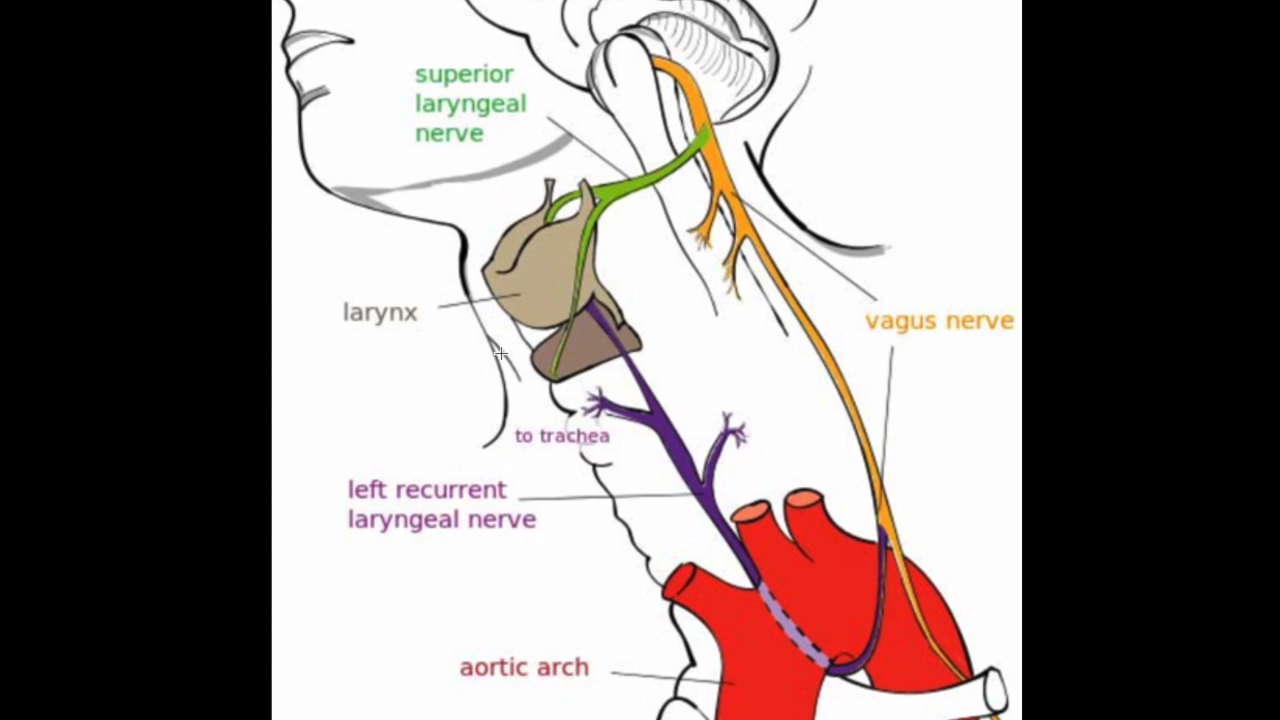 superior
laryngeal
nerve
larynx
vagus nerve
to trachea
left recurrent
laryngeal nerve
aortic arch